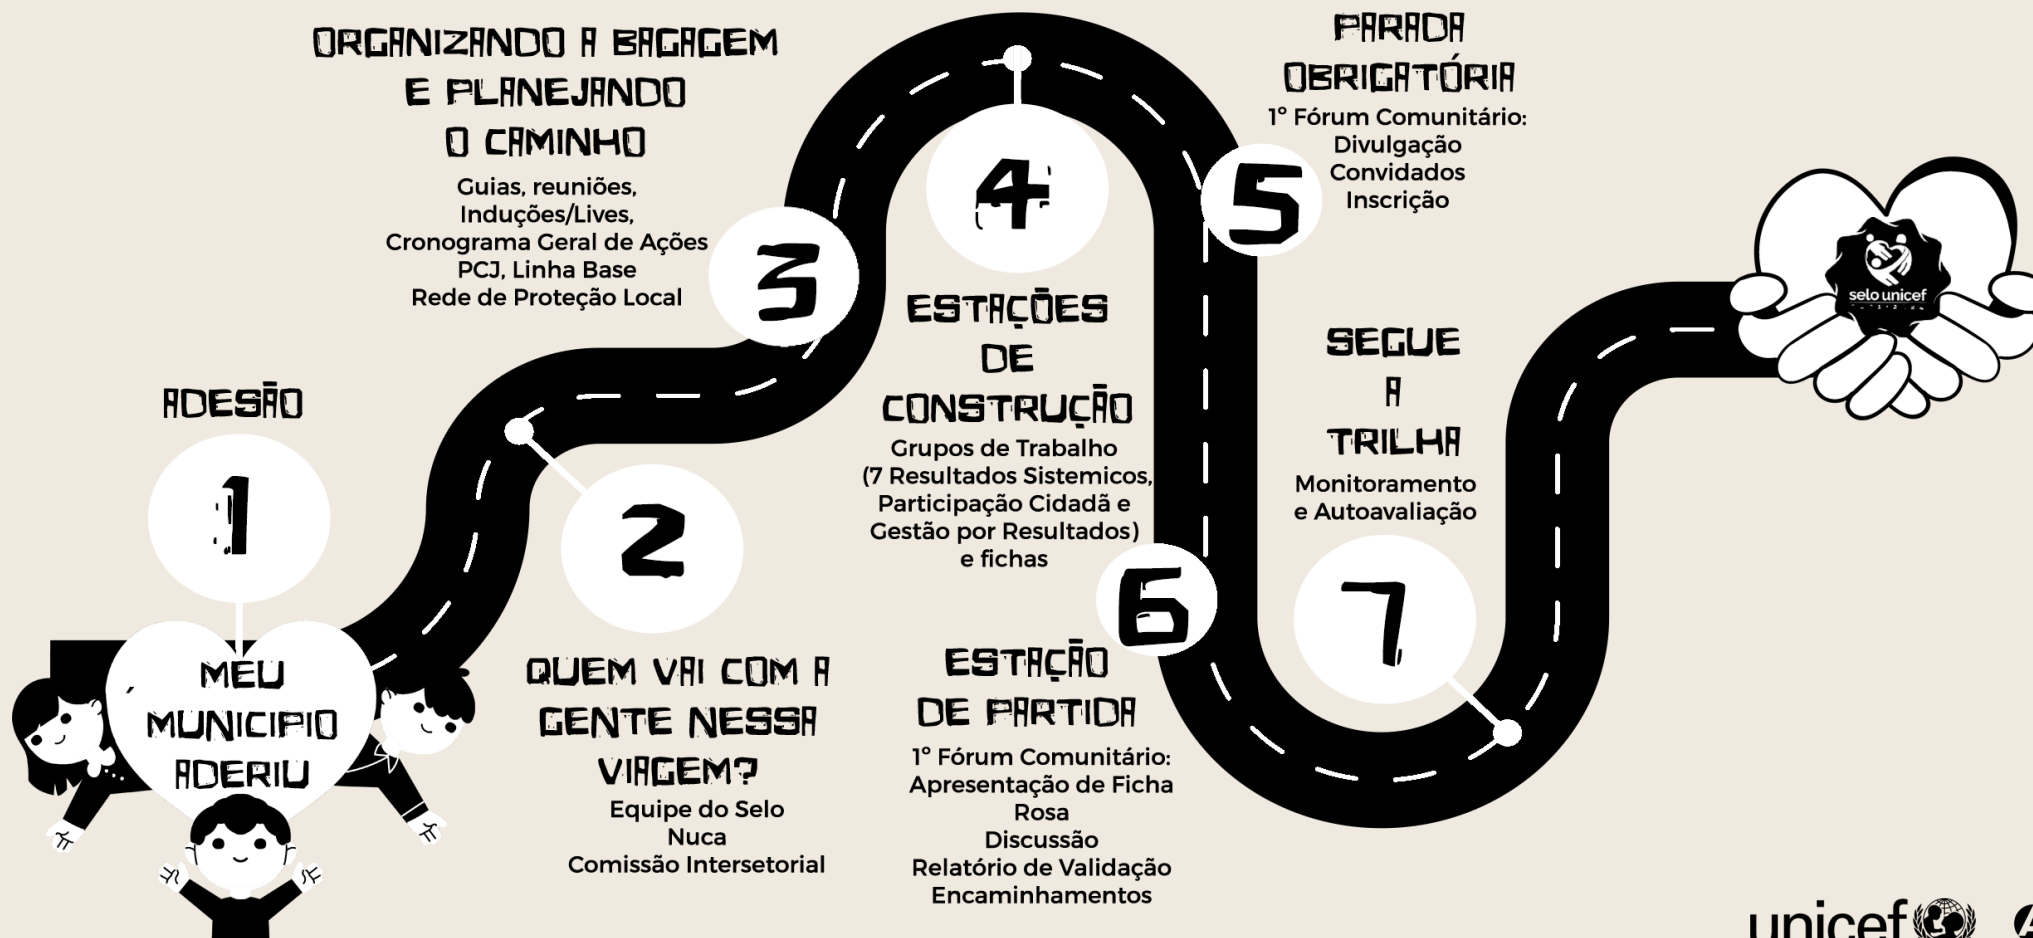 ADESÃO
1
MEU
MUNICIPIO
ADERIU
2
QUEM VAI COM A
GENTE NESSA
VIAGEM?
Equipe do Selo
Nuca
Comissão Intersetorial
ORGANIZANDO A BAGAGEM
E PLANEJANDO
O CAMINHO
Guias, reuniões,
Induções/Lives,
Cronograma Geral de Ações
PCJ, Linha Base
Rede de Proteção Local
3
4
ESTAÇÕES
DE
CONSTRUÇÃO
Grupos de Trabalho
(7 Resultados Sistemicos,
Participação Cidadã e
Gestão por Resultados)
e fichas
PARADA
OBRIGATÓRIA
1º Fórum Comunitário:
Divulgação
Convidados
Inscrição
5
6
ESTAÇÃO
DE PARTIDA
1º Fórum Comunitário:
Apresentação de Ficha
Rosa
Discussão
Relatório de Validação
Encaminhamentos
SEGUE
A
TRILHA
Monitoramento
e Autoavaliação
7
selo unicef
unicef